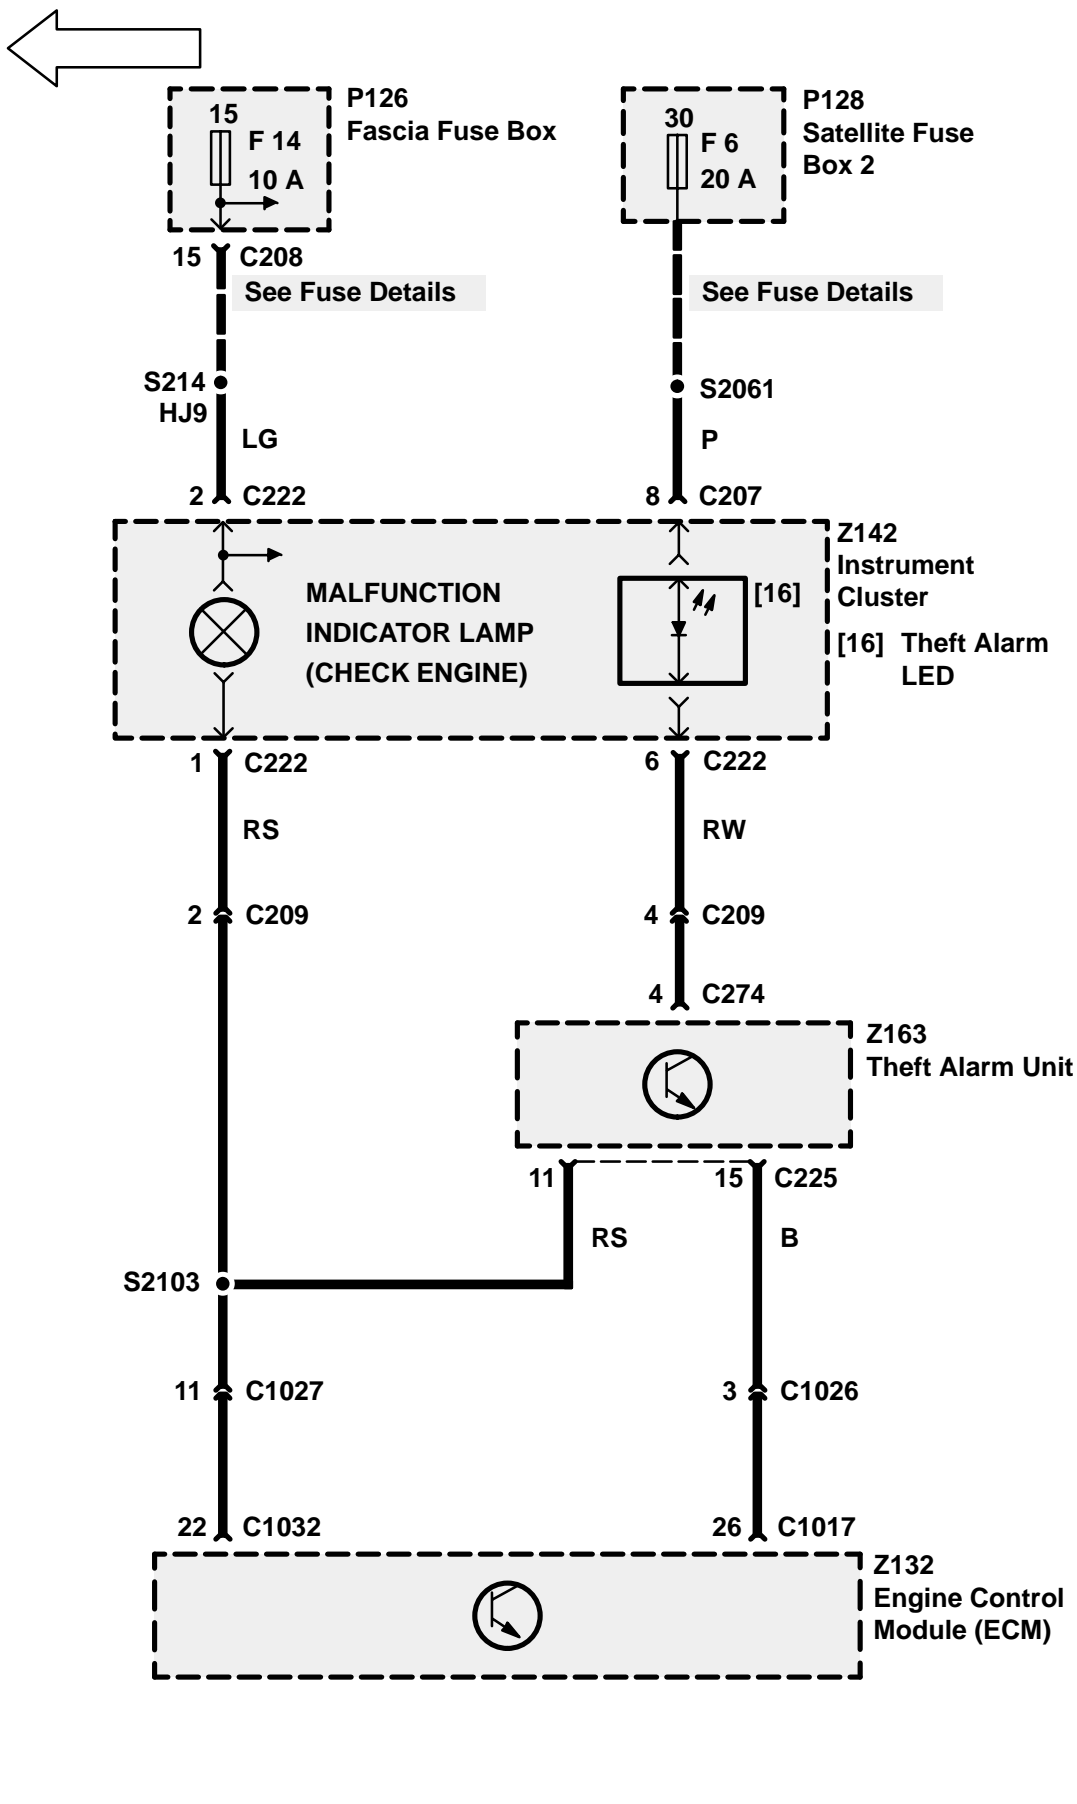 P126
Fascia Fuse Box
15
F 14
10 A
P128
Satellite Fuse
Box 2
30
F 6
20 A
15 C208
See Fuse Details
See Fuse Details
S214
HJ9
S2061
LG
P
2 C222
8 C207
Z142
Instrument
Cluster
[16] Theft Alarm
LED
MALFUNCTION
INDICATOR LAMP
(CHECK ENGINE)
[16]
1 C222
6 C222
RS
RW
2 C209
4 C209
4 C274
Z163
Theft Alarm Unit
11
15 C225
RS
B
S2103
11 C1027
3 C1026
22 C1032
26 C1017
Z132
Engine Control
Module (ECM)